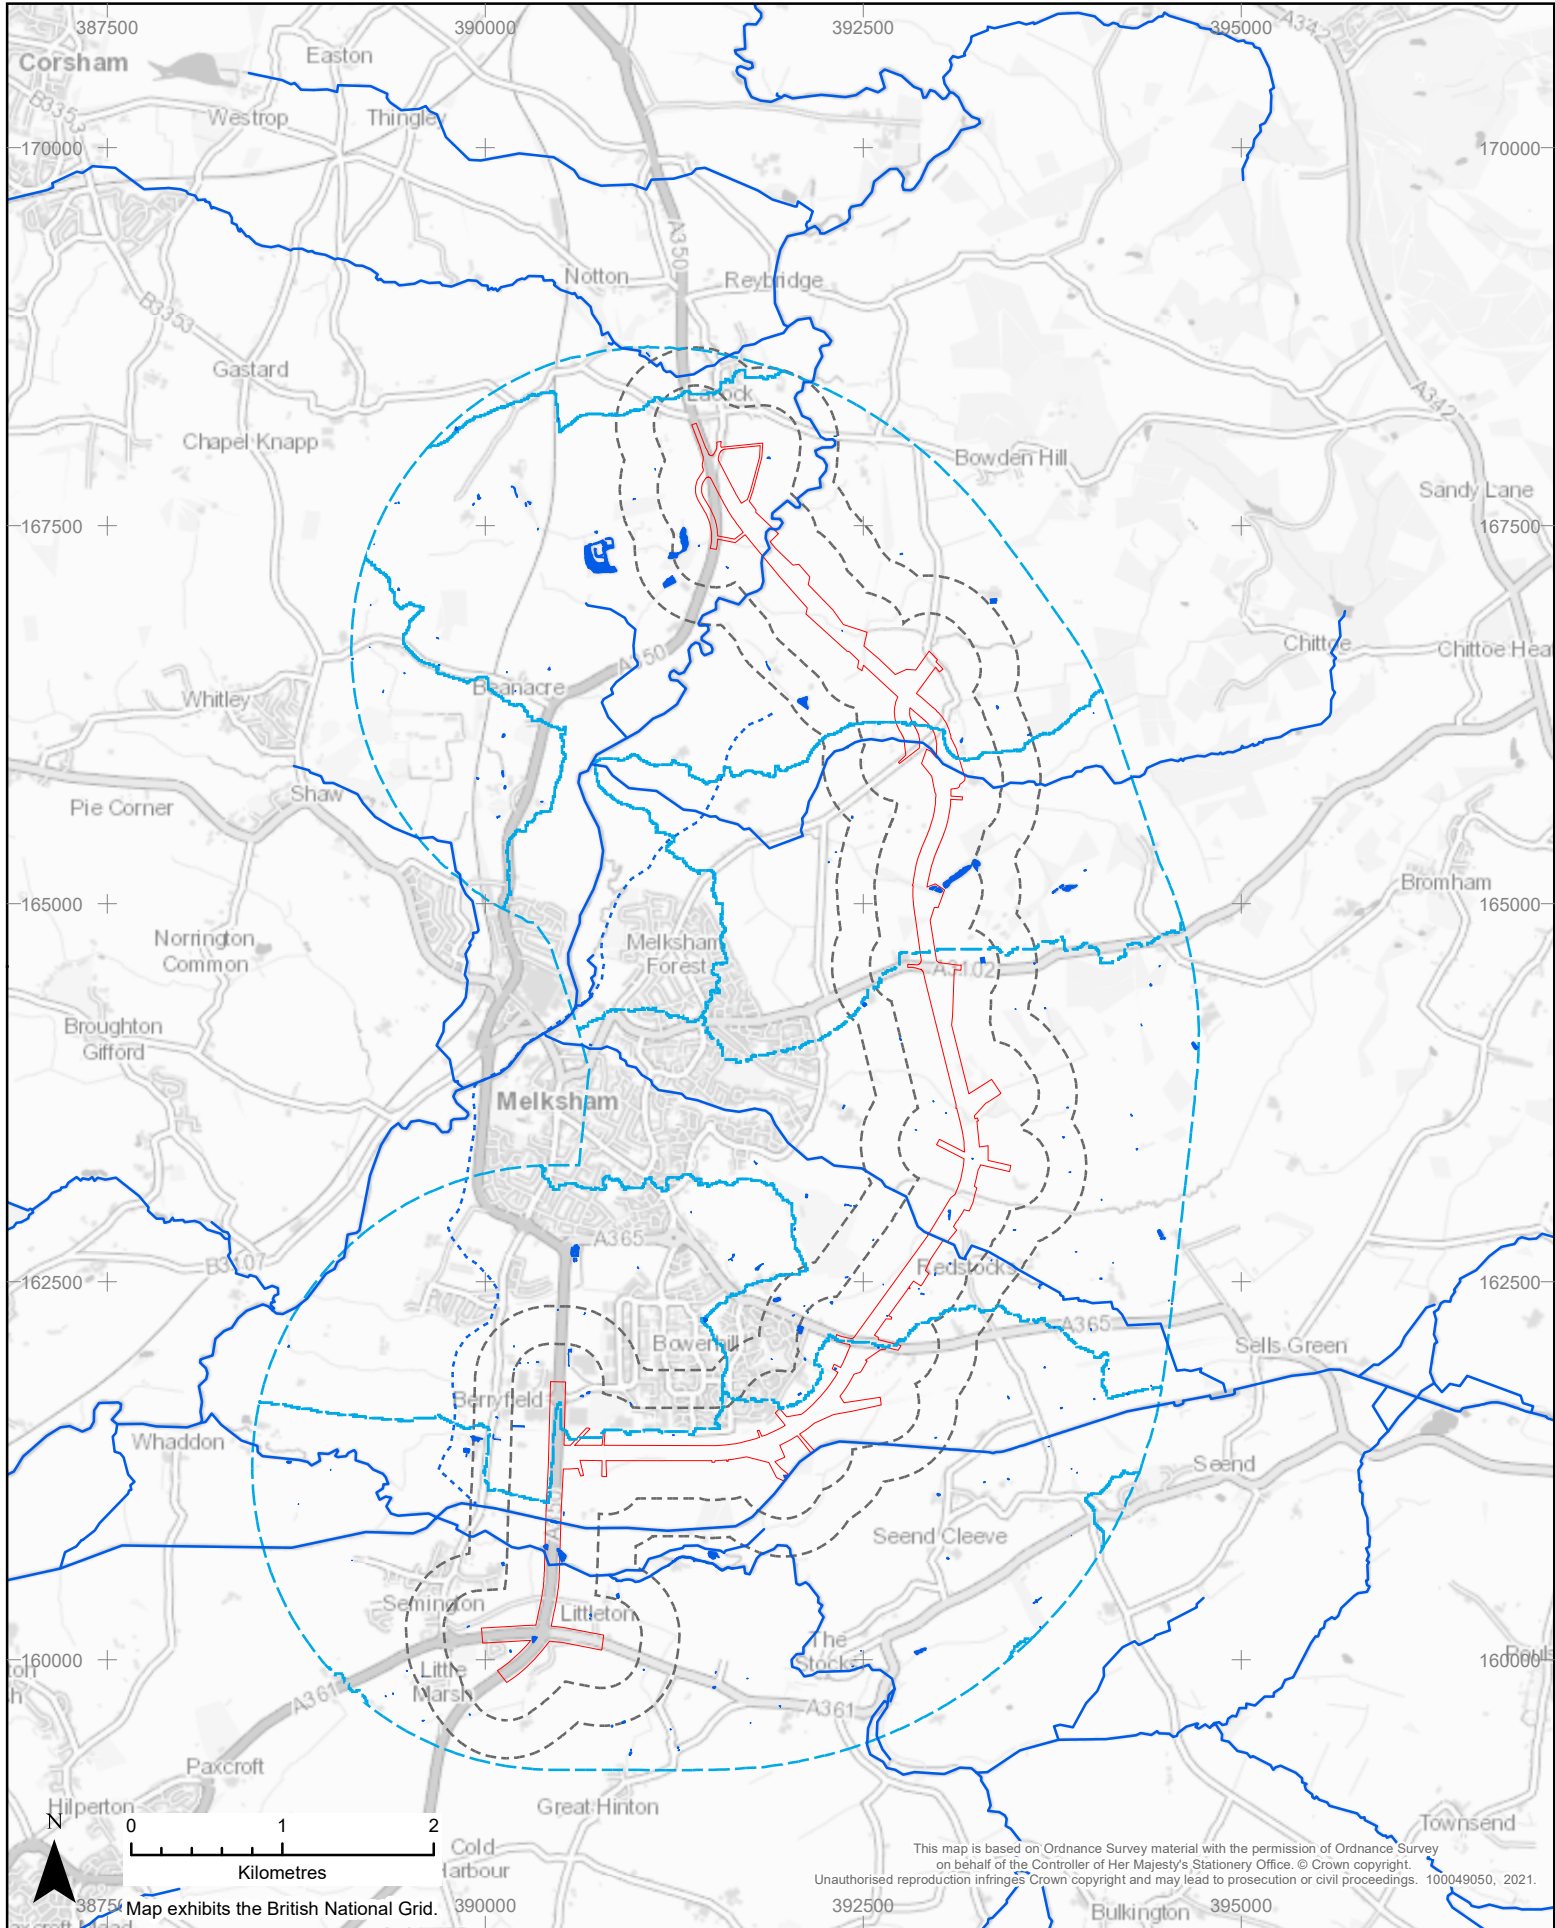 387500 390000 392500 395000
A342
Corsham
Easton
B3353
Westrop
Thingley
170000 170000
A350
Notton
Reybridge
B3353
Gastard
Lacock
A342
Chapel Knapp
Bowden Hill
Sandy Lane
167500 167500
Chittoe
Chittoe Hea
A350
Beanacre
Whitley
Shaw
Pie Corner
Bromham
165000 165000
Norrington
Common
Melksham
Forest
A3102
Broughton
Gifford
Melksham
A365
B3107
Redstocks
162500 162500
A365
Bowerhill
Sells Green
Berryfield
Whaddon
Seend
Seend Cleeve
Semington
Littleton
The
Stocks
160000 160000
Little
Marsh
A361
A361
Paxcroft
Hilperton
Great Hinton
Townsend
N
0 1 2
Kilometres
Cold
Harbour
This map is based on Ordnance Survey material with the permission of Ordnance Survey
on behalf of the Controller of Her Majesty's Stationery Office. © Crown copyright.
Unauthorised reproduction infringes Crown copyright and may lead to prosecution or civil proceedings. 100049050, 2021.
38750 390000 392500 395000
Map exhibits the British National Grid.
Bulkington